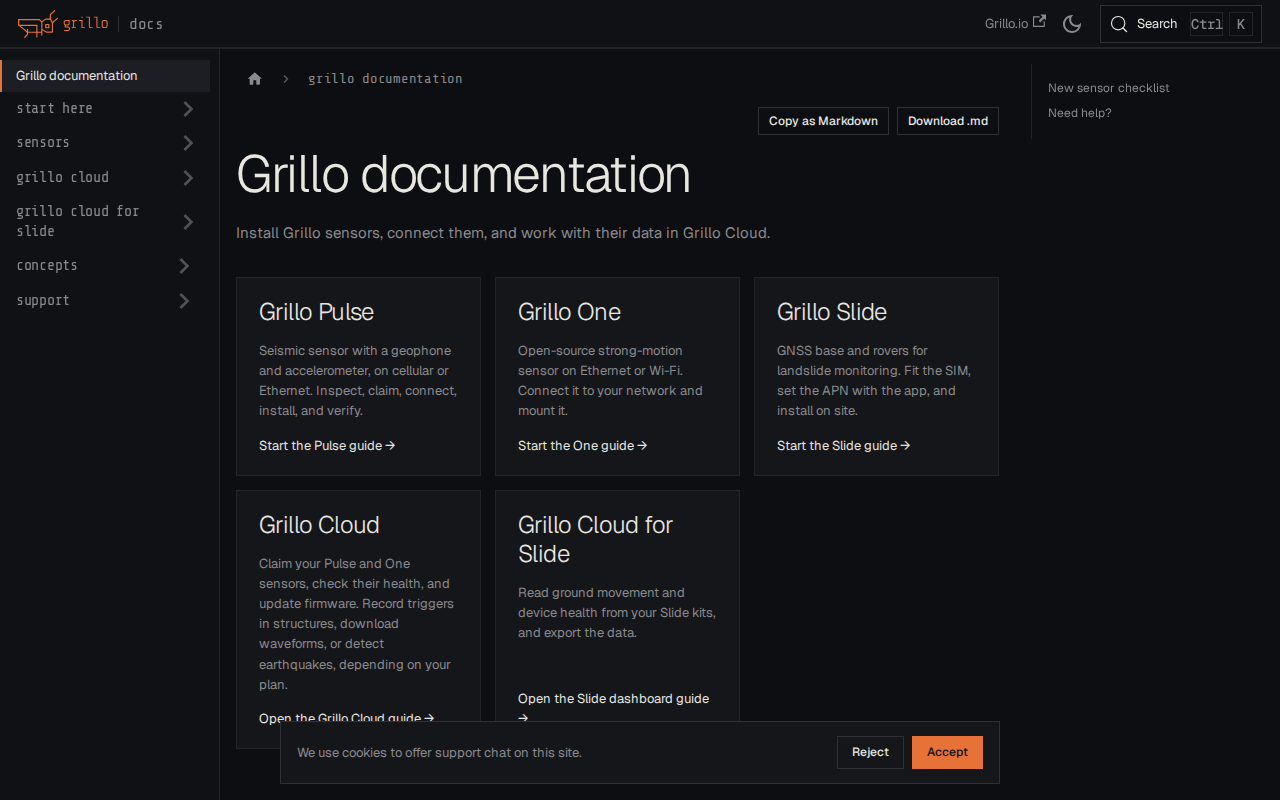 grillo docs
Grillo.io
Search Ctrl K
Grillo documentation
start here
sensors
grillo cloud
grillo cloud for
slide
concepts
support
grillo documentation
Copy as Markdown
Download .md
New sensor checklist
Need help?
Grillo documentation
Install Grillo sensors, connect them, and work with their data in Grillo Cloud.
Grillo Pulse
Seismic sensor with a geophone
and accelerometer, on cellular or
Ethernet. Inspect, claim, connect,
install, and verify.
Start the Pulse guide →
Grillo One
Open-source strong-motion
sensor on Ethernet or Wi-Fi.
Connect it to your network and
mount it.
Start the One guide →
Grillo Slide
GNSS base and rovers for
landslide monitoring. Fit the SIM,
set the APN with the app, and
install on site.
Start the Slide guide →
Grillo Cloud
Claim your Pulse and One
sensors, check their health, and
update firmware. Record triggers
in structures, download
waveforms, or detect
earthquakes, depending on your
plan.
Open the Grillo Cloud guide →
Grillo Cloud for
Slide
Read ground movement and
device health from your Slide kits,
and export the data.
Open the Slide dashboard guide
→
We use cookies to offer support chat on this site.
Reject
Accept